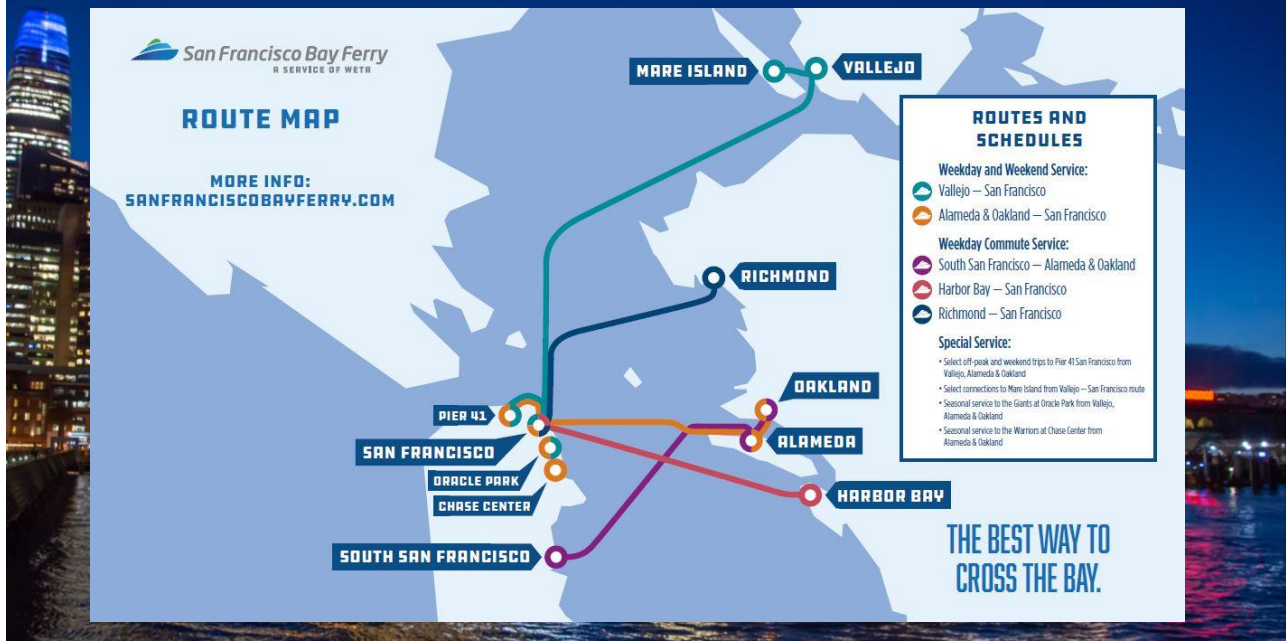 San Francisco Bay Ferry
A SERVICE OF WETA
ROUTE MAP
MORE INFO:
SANFRANCISCOBAYFERRY.COM
MARE ISLAND
VALLEJO
RICHMOND
OAKLAND
PIER 41
ALAMEDA
SAN FRANCISCO
ORACLE PARK
CHASE CENTER
HARBOR BAY
SOUTH SAN FRANCISCO
ROUTES AND
SCHEDULES
Weekday and Weekend Service:
Vallejo – San Francisco
Alameda & Oakland – San Francisco
Weekday Commute Service:
South San Francisco – Alameda & Oakland
Harbor Bay – San Francisco
Richmond – San Francisco
Special Service:
• Select off-peak and weekend trips to Pier 41 San Francisco from
Vallejo, Alameda & Oakland
• Select connections to Mare Island from Vallejo – San Francisco route
• Seasonal service to the Giants at Oracle Park from Vallejo,
Alameda & Oakland
• Seasonal service to the Warriors at Chase Center from
Alameda & Oakland
THE BEST WAY TO
CROSS THE BAY.